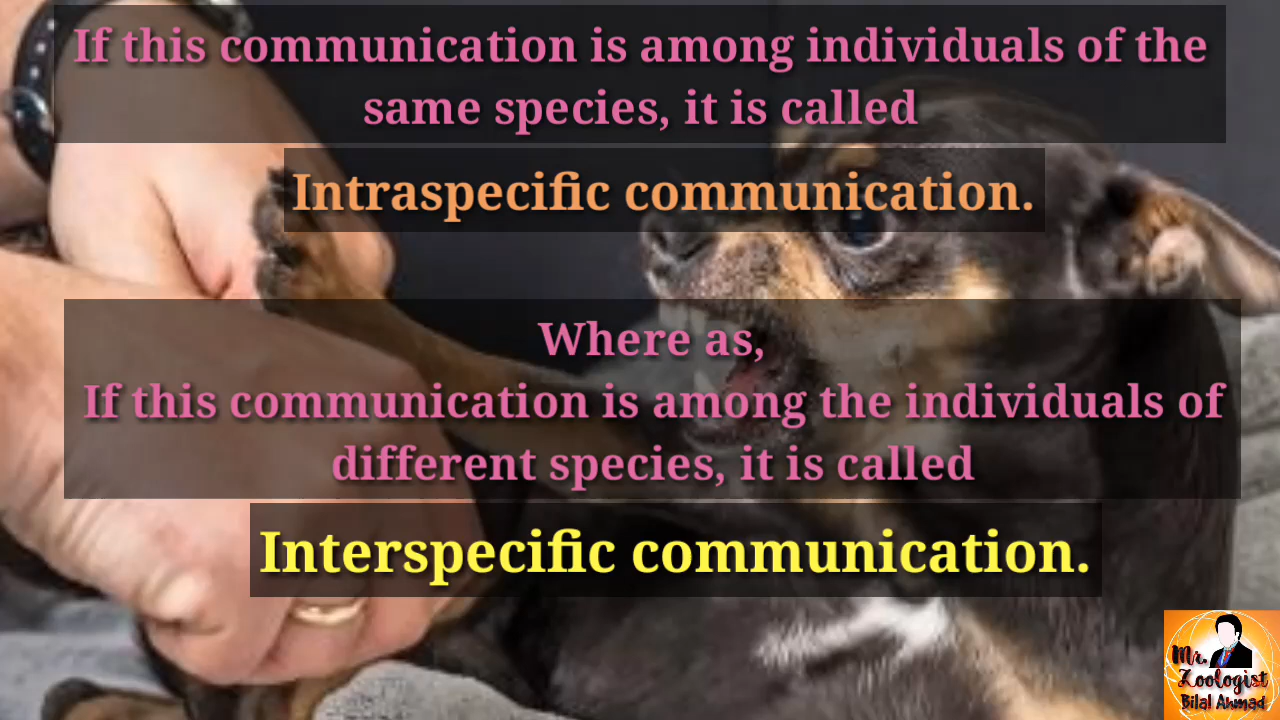 If this communication is among individuals of the
same species, it is called
Intraspecific communication.
Where as,
If this communication is among the individuals of
different species, it is called
Interspecific communication.
Mr.
Zoologist
Bilal Ahmad